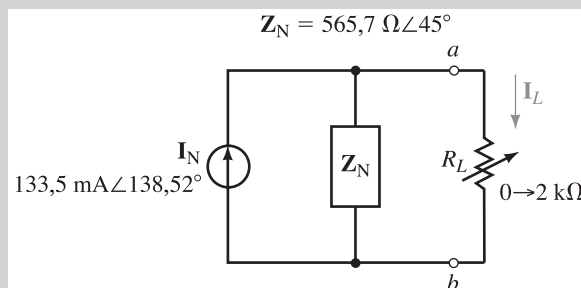 Z_N = 565,7 Ω∠45°
a
I_L
I_N
133,5 mA∠138,52°
Z_N
R_L
0→2 kΩ
b